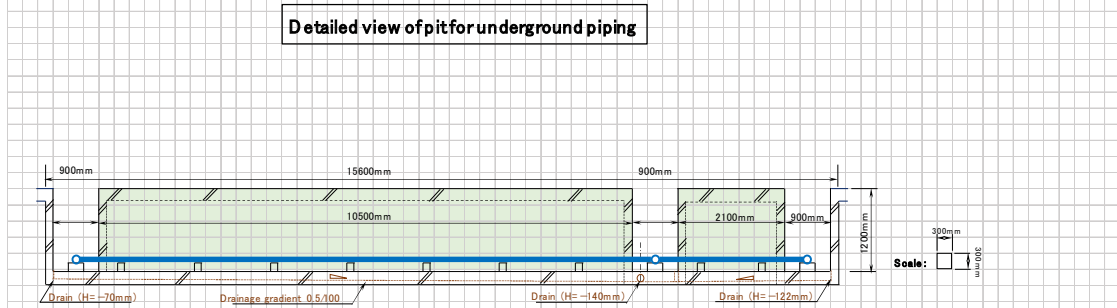 Detailed view of pit for underground piping
900mm
15600mm
900mm
10500mm
2100mm
900mm
1200mm
300mm
Scale:
300mm
Drain (H=-70mm)
Drainage gradient 0.5/100
Drain (H=-140mm)
Drain (H=-122mm)